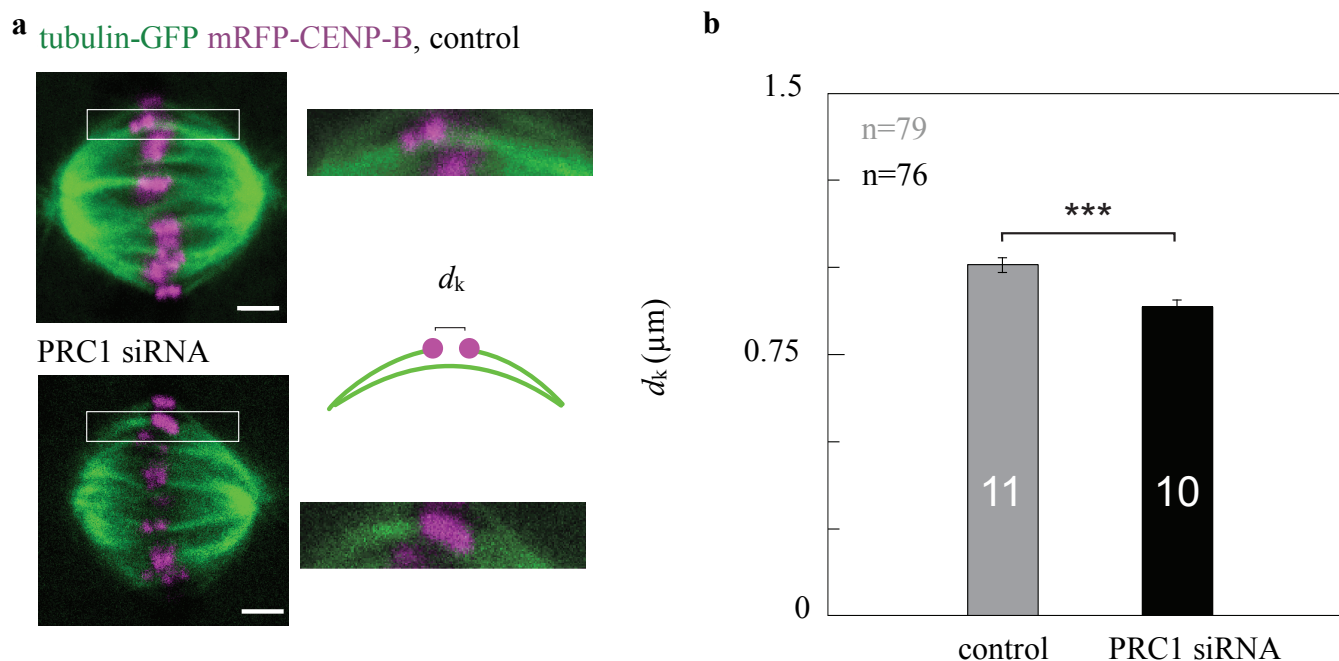 a tubulin-GFP mRFP-CENP-B, control
PRC1 siRNA
dk
b
1.5
n=79
n=76
***
dk (μm)
0.75
11
10
0
control
PRC1 siRNA